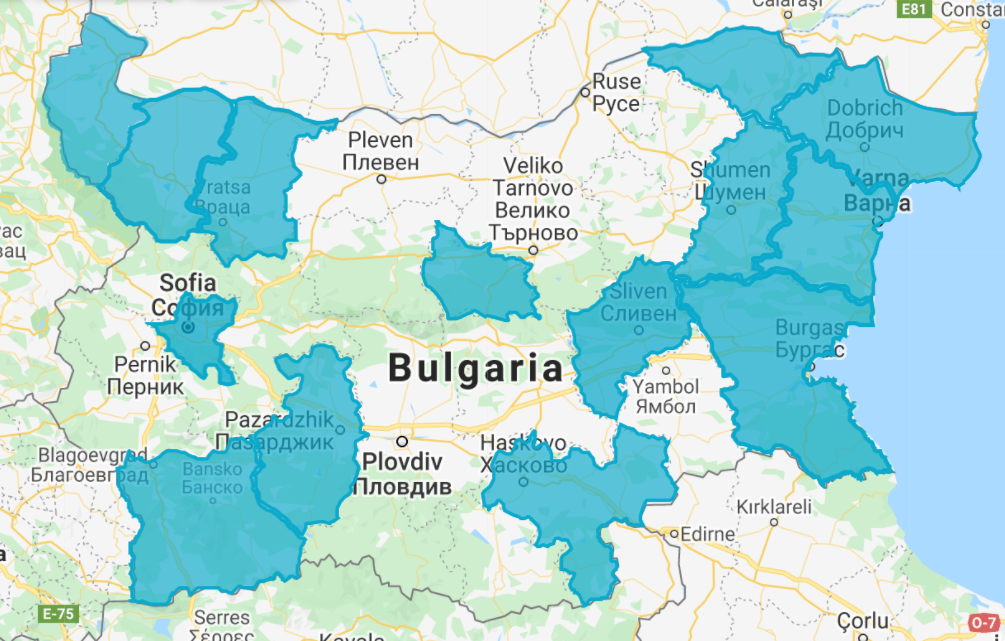 Călărași
E81
Consta
Ruse
Русе
Dobrich
Добрич
Pleven
Плевен
Veliko
Tarnovo
Велико
Търново
Shumen
Шумен
Varna
Варна
Vratsa
Враца
Sofia
София
Sliven
Сливен
Burgas
Бургас
Pernik
Перник
Bulgaria
Yambol
Ямбол
Pazardzhik
Пазарджик
Haskovo
Хасково
Blagoevgrad
Благоевград
Bansko
Банско
Plovdiv
Пловдив
Kırklareli
Edirne
E-75
Serres
Σέρρες
Kavala
Çorlu
O-7